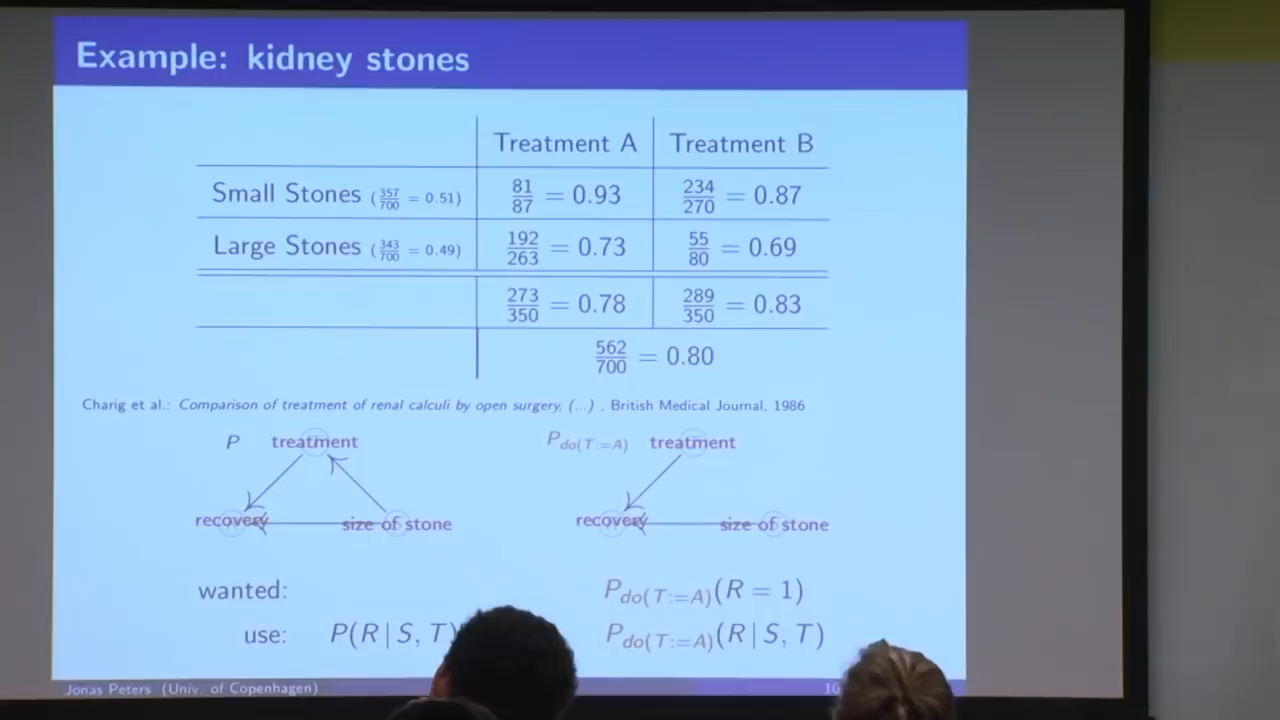 Example: kidney stones
Treatment A Treatment B
Small Stones (357/700 = 0.51) 81/87 = 0.93 234/270 = 0.87
Large Stones (343/700 = 0.49) 192/263 = 0.73 55/80 = 0.69
273/350 = 0.78 289/350 = 0.83
562/700 = 0.80
Charig et al.: Comparison of treatment of renal calculi by open surgery, (...) , British Medical Journal, 1986
P treatment P_do(T:=A) treatment
recovery size of stone recovery size of stone
wanted: P_do(T:=A)(R = 1)
use: P(R | S, T) P_do(T:=A)(R | S, T)
Jonas Peters (Univ. of Copenhagen) 10